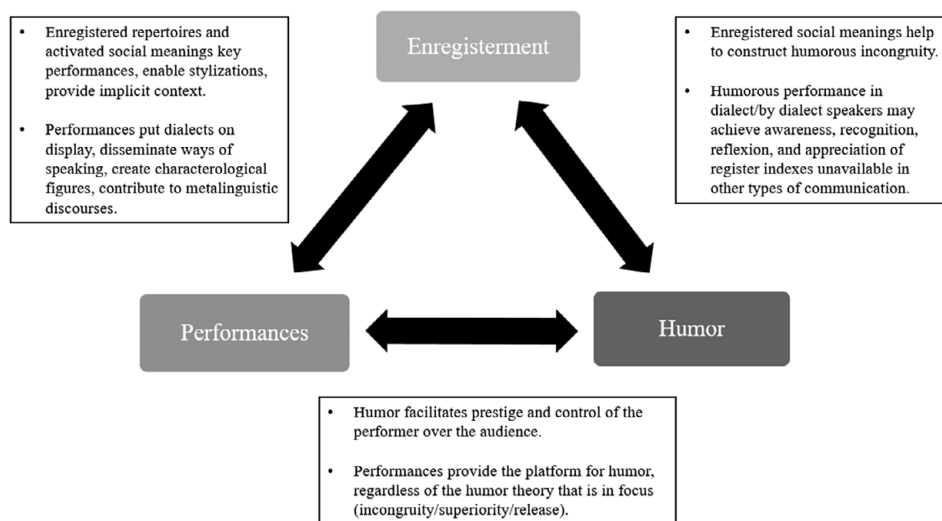 Enregisterment
• Enregistered repertoires and
activated social meanings key
performances, enable stylizations,
provide implicit context.
• Performances put dialects on
display, disseminate ways of
speaking, create characterological
figures, contribute to metalinguistic
discourses.
• Enregistered social meanings help
to construct humorous incongruity.
• Humorous performance in
dialect/by dialect speakers may
achieve awareness, recognition,
reflexion, and appreciation of
register indexes unavailable in
other types of communication.
Performances
Humor
• Humor facilitates prestige and control of the
performer over the audience.
• Performances provide the platform for humor,
regardless of the humor theory that is in focus
(incongruity/superiority/release).